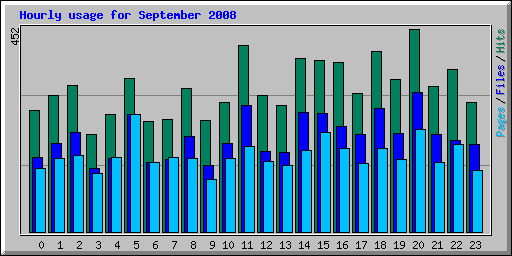 Hourly usage for September 2008
452
Pages/Files/Hits
0 1 2 3 4 5 6 7 8 9 10 11 12 13 14 15 16 17 18 19 20 21 22 23